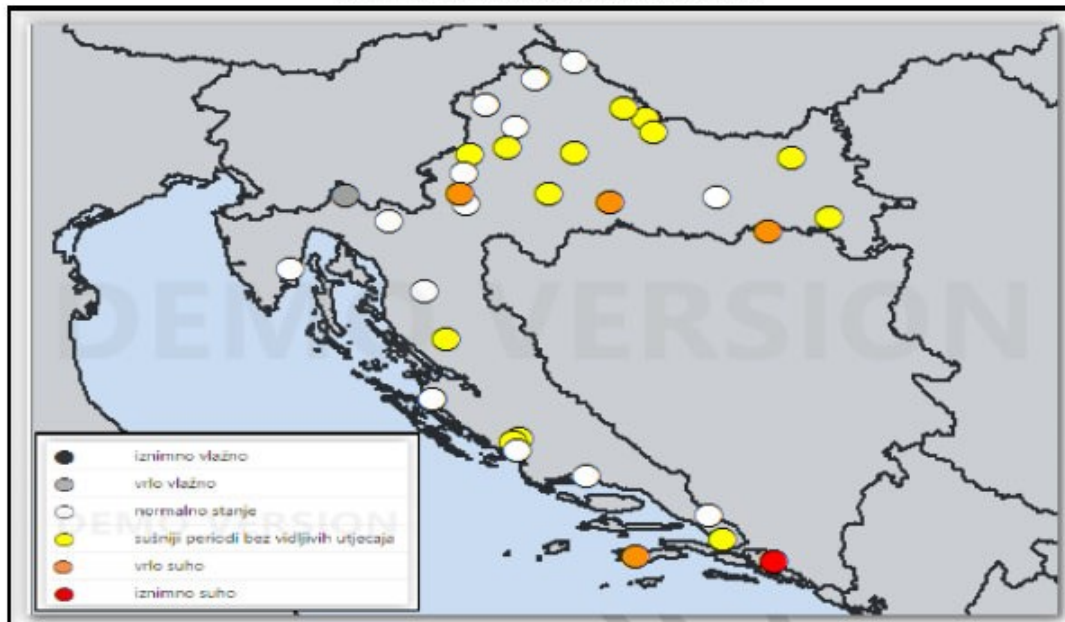 DEMO VERSION
iznimno vlažno
vrlo vlažno
normalno stanje
DEMO VERSION
sušniji periodi bez vidljivih utjecaja
vrlo suho
iznimno suho